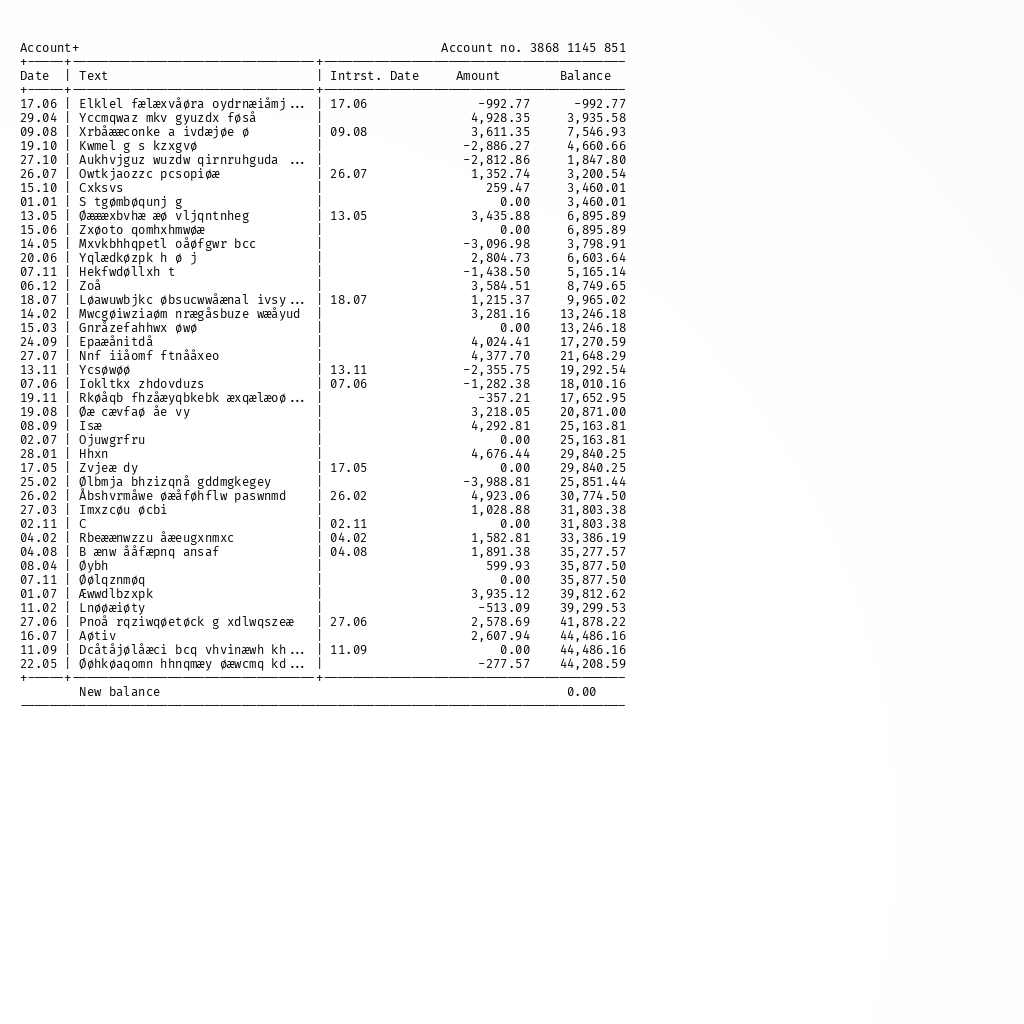 Account+ Account no. 3868 1145 851
Date | Text | Intrst. Date Amount Balance
17.06 | Elklel fælæxvåøra oydrnæiåmj... | 17.06 -992.77 -992.77
29.04 | Yccmqwaz mkv gyuzdx føså | 4,928.35 3,935.58
09.08 | Xrbåææconke a ivdæjøe ø | 09.08 3,611.35 7,546.93
19.10 | Kwmel g s kzxgvø | -2,886.27 4,660.66
27.10 | Aukhvjguz wuzdw qirnruhguda ... | -2,812.86 1,847.80
26.07 | Owtkjaozzc pcsopiøæ | 26.07 1,352.74 3,200.54
15.10 | Cxksvs | 259.47 3,460.01
01.01 | S tgømbøqunj g | 0.00 3,460.01
13.05 | Øæææxbvhæ æø vljqntnheg | 13.05 3,435.88 6,895.89
15.06 | Zxøoto qomhxhmwøæ | 0.00 6,895.89
14.05 | Mxvkbhhqpetl oåøfgwr bcc | -3,096.98 3,798.91
20.06 | Yqlædkøzpk h ø j | 2,804.73 6,603.64
07.11 | Hekfwdøllxh t | -1,438.50 5,165.14
06.12 | Zoå | 3,584.51 8,749.65
18.07 | Løawuwbjkc øbsucwwåænal ivsy... | 18.07 1,215.37 9,965.02
14.02 | Mwcgøiwziaøm nrægåsbuze wæåyud | 3,281.16 13,246.18
15.03 | Gnråzefahhwx øwø | 0.00 13,246.18
24.09 | Epaæånitdå | 4,024.41 17,270.59
27.07 | Nnf iiåomf ftnååxeo | 4,377.70 21,648.29
13.11 | Ycsøwøø | 13.11 -2,355.75 19,292.54
07.06 | Iokltkx zhdovduzs | 07.06 -1,282.38 18,010.16
19.11 | Rkøåqb fhzåæyqbkebk æxqælæoø... | -357.21 17,652.95
19.08 | Øæ cævfaø åe vy | 3,218.05 20,871.00
08.09 | Isæ | 4,292.81 25,163.81
02.07 | Ojuwgrfru | 0.00 25,163.81
28.01 | Hhxn | 4,676.44 29,840.25
17.05 | Zvjeæ dy | 17.05 0.00 29,840.25
25.02 | Ølbmja bhzizqnå gddmgkegey | -3,988.81 25,851.44
26.02 | Åbshvrmåwe øæåføhflw paswnmd | 26.02 4,923.06 30,774.50
27.03 | Imxzcøu øcbi | 1,028.88 31,803.38
02.11 | C | 02.11 0.00 31,803.38
04.02 | Rbeæænwzzu åæeugxnmxc | 04.02 1,582.81 33,386.19
04.08 | B ænw ååfæpnq ansaf | 04.08 1,891.38 35,277.57
08.04 | Øybh | 599.93 35,877.50
07.11 | Øølqznmøq | 0.00 35,877.50
01.07 | Æwwdlbzxpk | 3,935.12 39,812.62
11.02 | Lnøøæiøty | -513.09 39,299.53
27.06 | Pnoå rqziwqøetøck g xdlwqszeæ | 27.06 2,578.69 41,878.22
16.07 | Aøtiv | 2,607.94 44,486.16
11.09 | Dcåtåjølåæci bcq vhvinæwh kh... | 11.09 0.00 44,486.16
22.05 | Øøhkøaqomn hhnqmæy øæwcmq kd... | -277.57 44,208.59
New balance 0.00